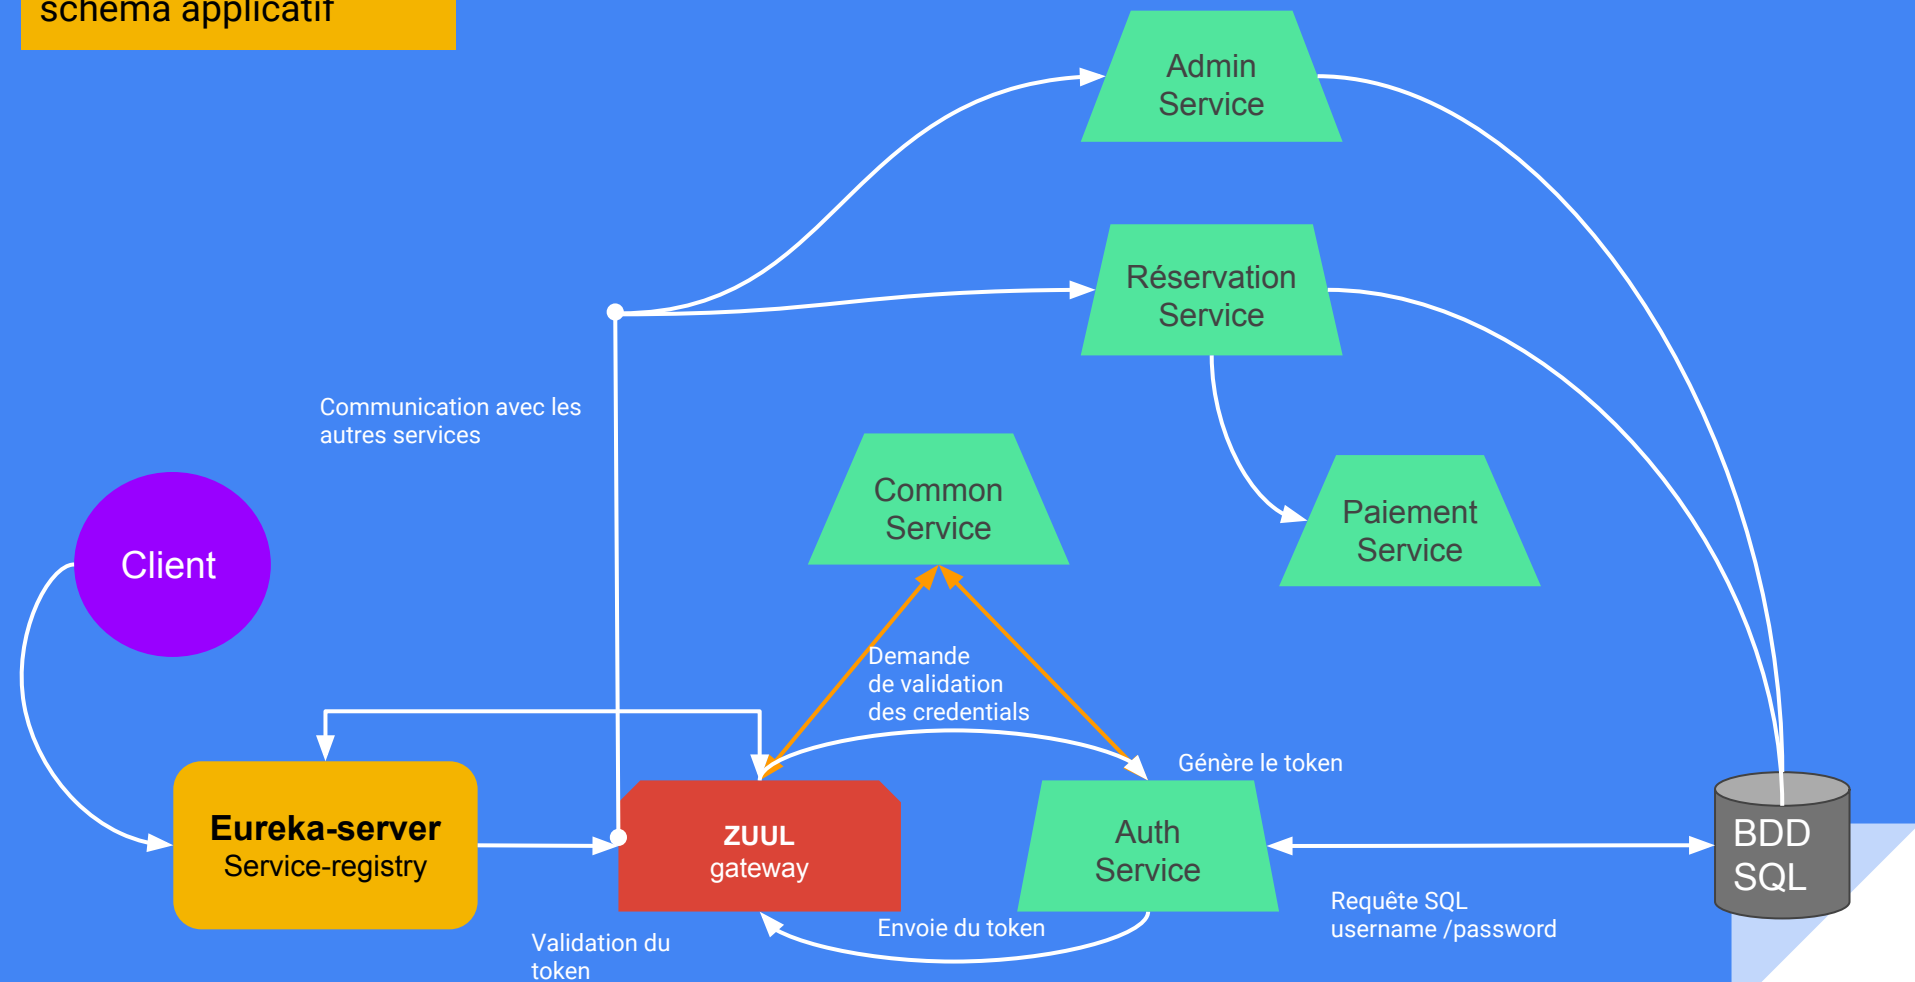 schéma applicatif
Admin
Service
Réservation
Service
Communication avec les
autres services
Common
Service
Paiement
Service
Client
Demande
de validation
des credentials
Génère le token
Eureka-server
Service-registry
ZUUL
gateway
Auth
Service
BDD
SQL
Requête SQL
username /password
Envoie du token
Validation du
token